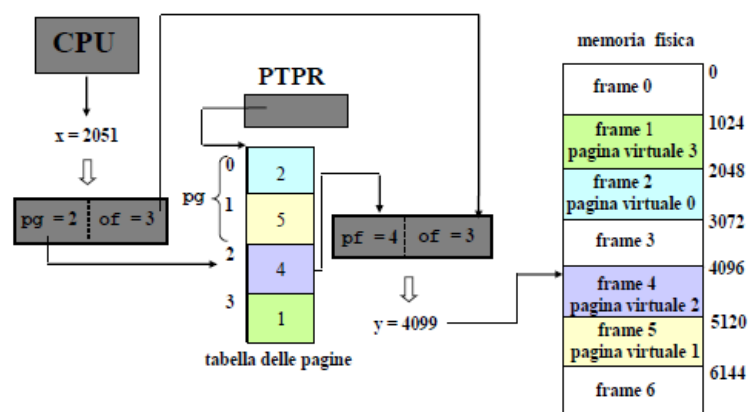 CPU
x = 2051
pg = 2 of = 3
PTPR
pg
0
1
2
3
2
5
4
1
tabella delle pagine
pf = 4 of = 3
y = 4099
memoria fisica
0
frame 0
1024
frame 1
pagina virtuale 3
2048
frame 2
pagina virtuale 0
3072
frame 3
4096
frame 4
pagina virtuale 2
5120
frame 5
pagina virtuale 1
6144
frame 6